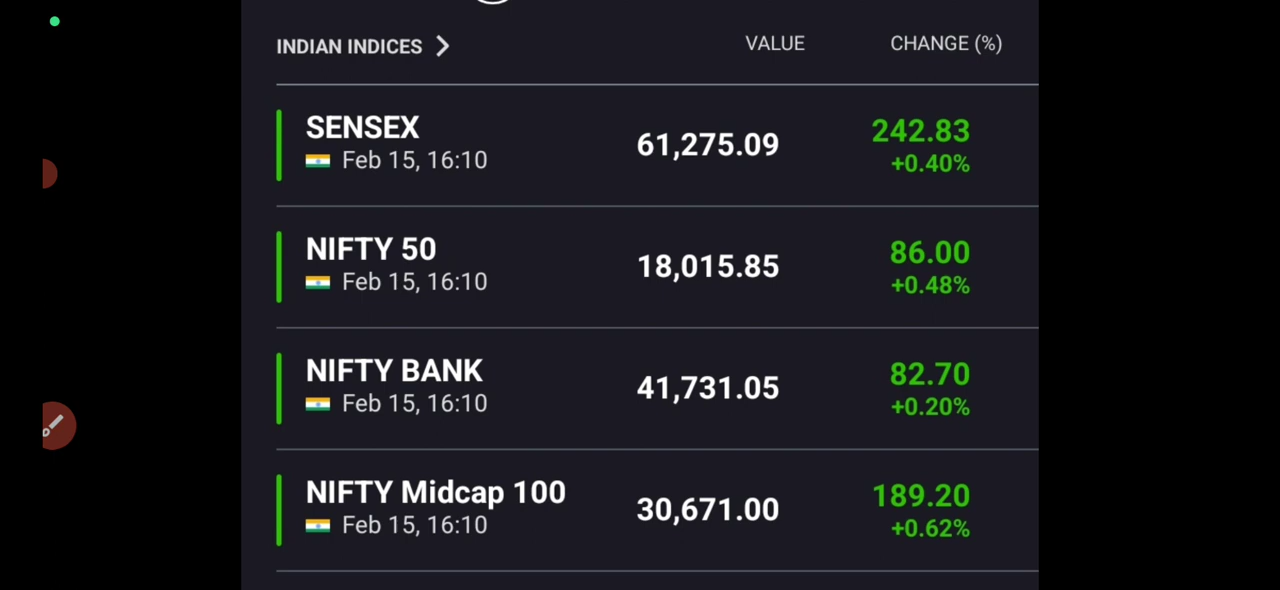 INDIAN INDICES VALUE CHANGE (%)
SENSEX
Feb 15, 16:10
61,275.09
242.83
+0.40%
NIFTY 50
Feb 15, 16:10
18,015.85
86.00
+0.48%
NIFTY BANK
Feb 15, 16:10
41,731.05
82.70
+0.20%
NIFTY Midcap 100
Feb 15, 16:10
30,671.00
189.20
+0.62%